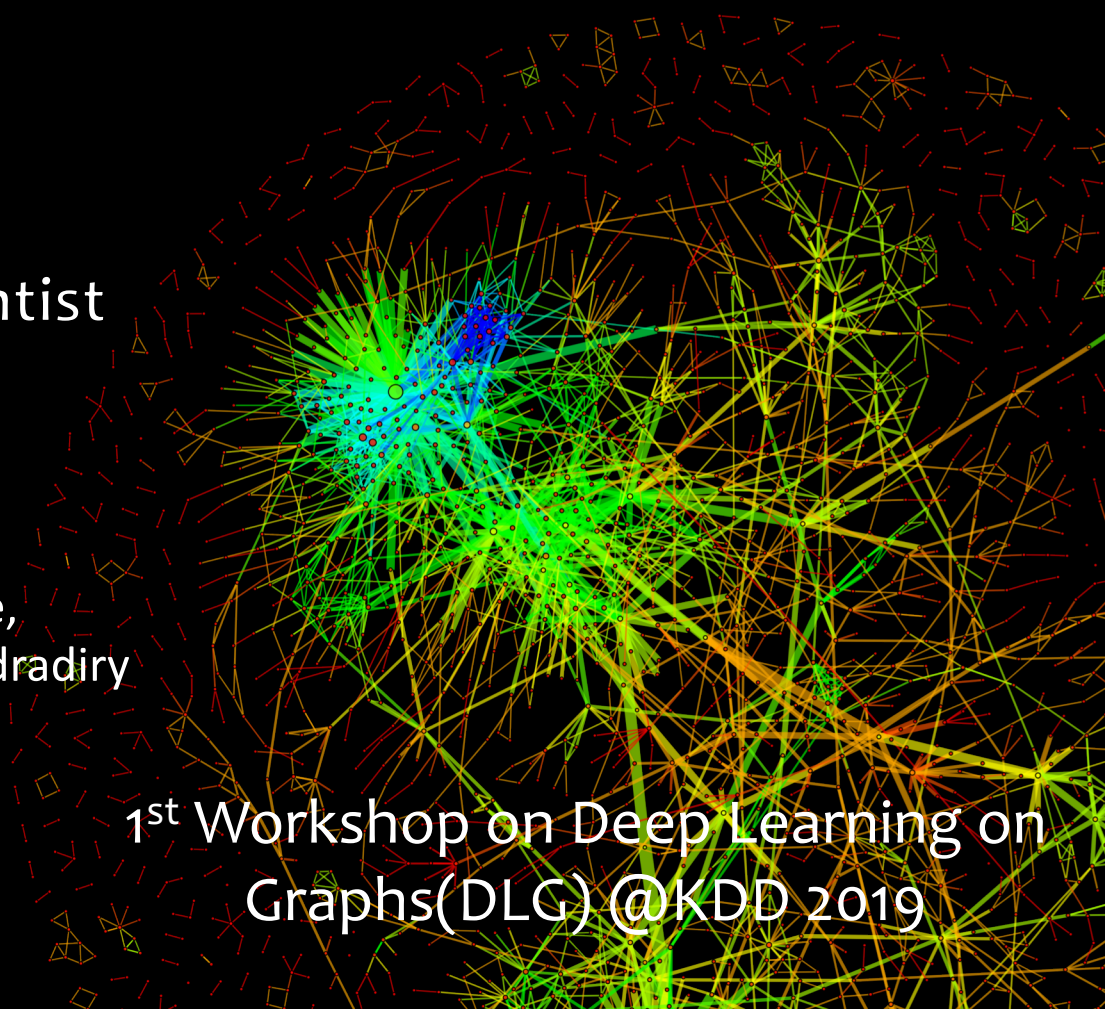 ntist
e,
dradiry
1st Workshop on Deep Learning on
Graphs(DLG) @KDD 2019